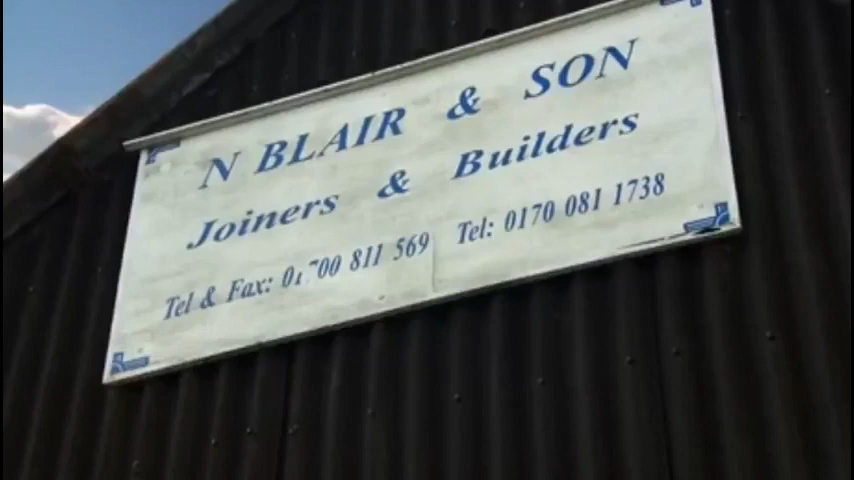 N BLAIR & SON
Joiners & Builders
Tel & Fax: 01700 811 569 Tel: 0170 081 1738